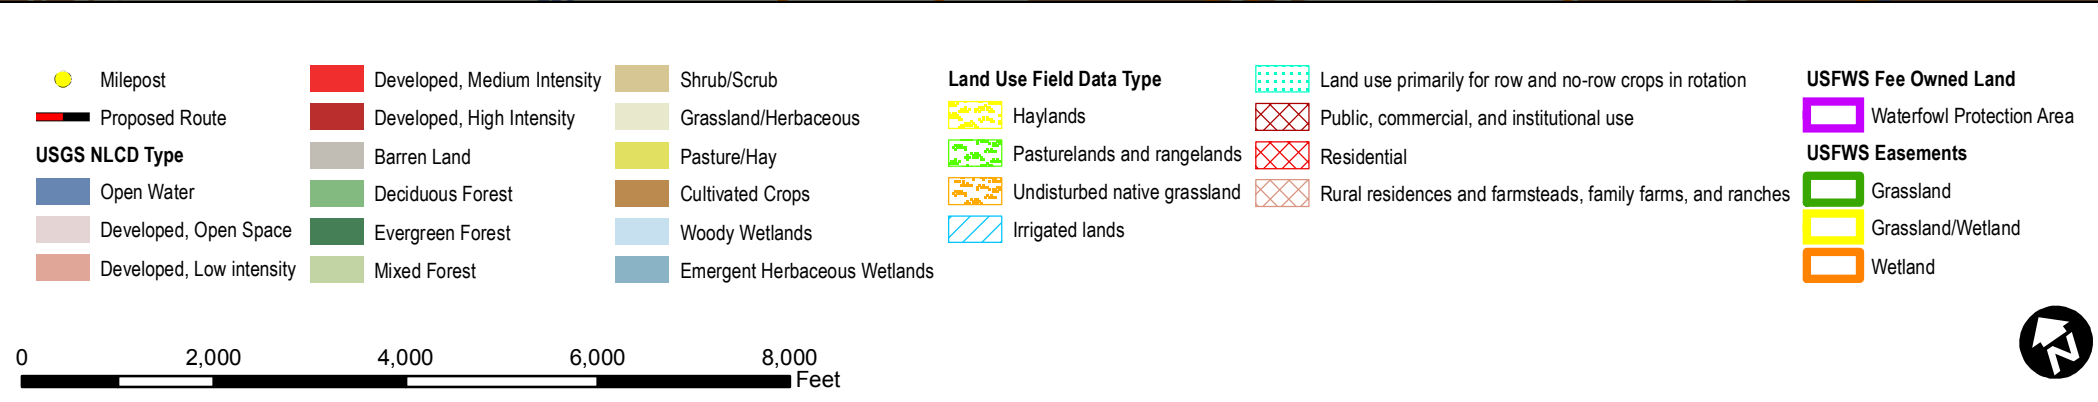 Milepost
Proposed Route
USGS NLCD Type
Open Water
Developed, Open Space
Developed, Low intensity
Developed, Medium Intensity
Developed, High Intensity
Barren Land
Deciduous Forest
Evergreen Forest
Mixed Forest
Shrub/Scrub
Grassland/Herbaceous
Pasture/Hay
Cultivated Crops
Woody Wetlands
Emergent Herbaceous Wetlands
Land Use Field Data Type
Haylands
Pasturelands and rangelands
Undisturbed native grassland
Irrigated lands
Land use primarily for row and no-row crops in rotation
Public, commercial, and institutional use
Residential
Rural residences and farmsteads, family farms, and ranches
USFWS Fee Owned Land
Waterfowl Protection Area
USFWS Easements
Grassland
Grassland/Wetland
Wetland
0 2,000 4,000 6,000 8,000
Feet
N